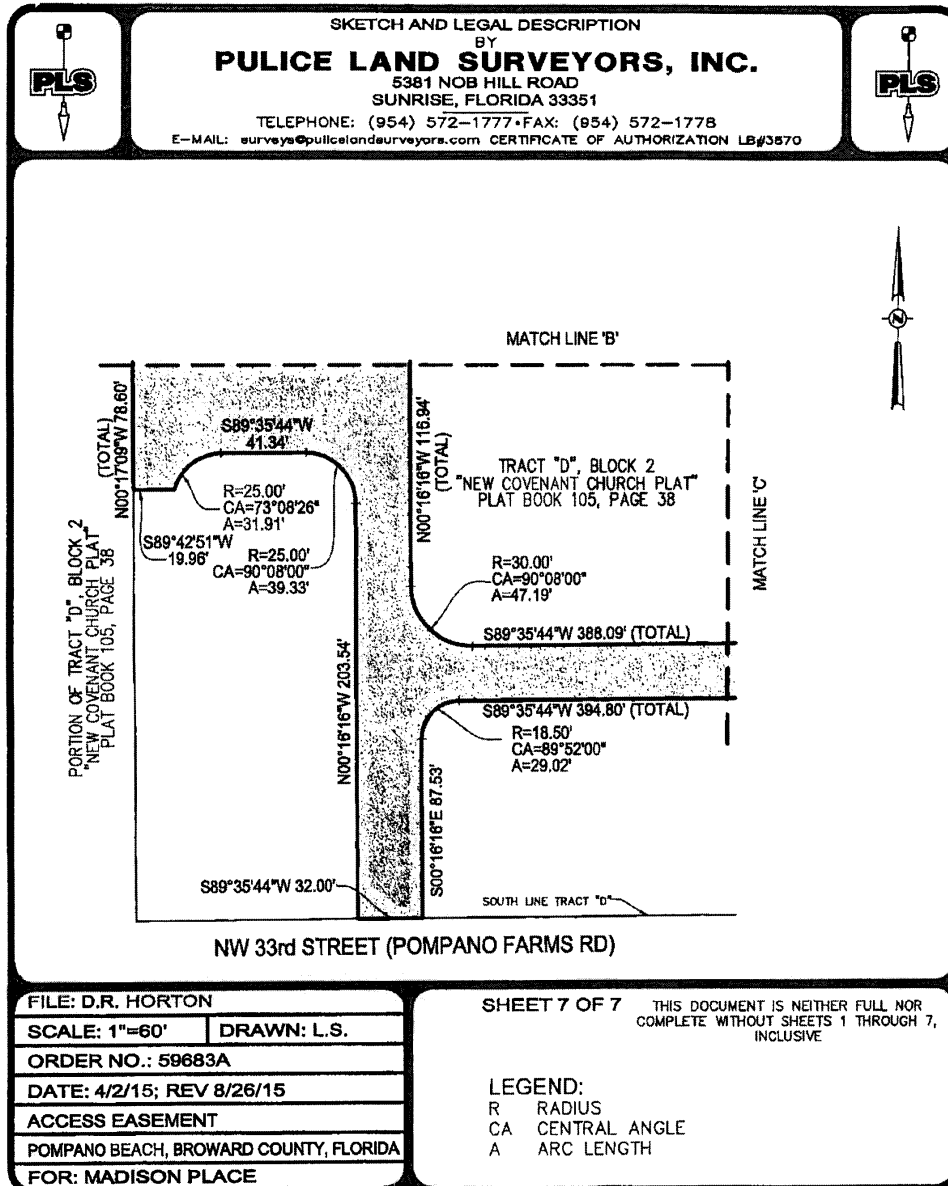 SKETCH AND LEGAL DESCRIPTION
BY
PULICE LAND SURVEYORS, INC.
5381 NOB HILL ROAD
SUNRISE, FLORIDA 33351
TELEPHONE: (954) 572-1777•FAX: (954) 572-1778
E-MAIL: surveys@pulicelandsurveyors.com CERTIFICATE OF AUTHORIZATION LB#3870
PLS
PLS
N
MATCH LINE 'B'
MATCH LINE 'C'
N00°17'09"W 78.60'
(TOTAL)
S89°35'44"W
41.34'
N00°16'16"W 116.94'
(TOTAL)
TRACT "D", BLOCK 2
"NEW COVENANT CHURCH PLAT"
PLAT BOOK 105, PAGE 38
R=25.00'
CA=73°08'26"
A=31.91'
S89°42'51"W
19.96'
R=25.00'
CA=90°08'00"
A=39.33'
R=30.00'
CA=90°08'00"
A=47.19'
PORTION OF TRACT "D", BLOCK 2
"NEW COVENANT CHURCH PLAT"
PLAT BOOK 105, PAGE 38
S89°35'44"W 388.09' (TOTAL)
N00°16'16"W 203.54'
S89°35'44"W 394.80' (TOTAL)
R=18.50'
CA=89°52'00"
A=29.02'
S00°16'16"E 87.53'
S89°35'44"W 32.00'
SOUTH LINE TRACT "D"
NW 33rd STREET (POMPANO FARMS RD)
FILE: D.R. HORTON
SCALE: 1"=60' DRAWN: L.S.
ORDER NO.: 59683A
DATE: 4/2/15; REV 8/26/15
ACCESS EASEMENT
POMPANO BEACH, BROWARD COUNTY, FLORIDA
FOR: MADISON PLACE
SHEET 7 OF 7
THIS DOCUMENT IS NEITHER FULL NOR
COMPLETE WITHOUT SHEETS 1 THROUGH 7,
INCLUSIVE
LEGEND:
R RADIUS
CA CENTRAL ANGLE
A ARC LENGTH